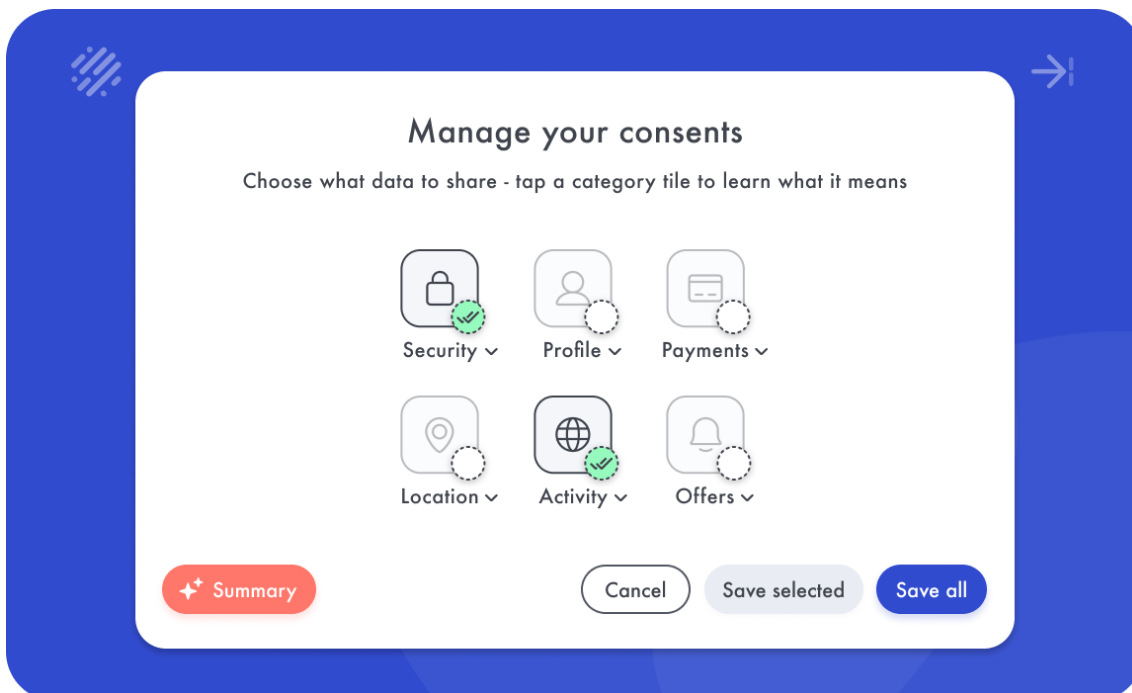 Manage your consents
Choose what data to share - tap a category tile to learn what it means
Security Profile Payments
Location Activity Offers
Summary Cancel Save selected Save all